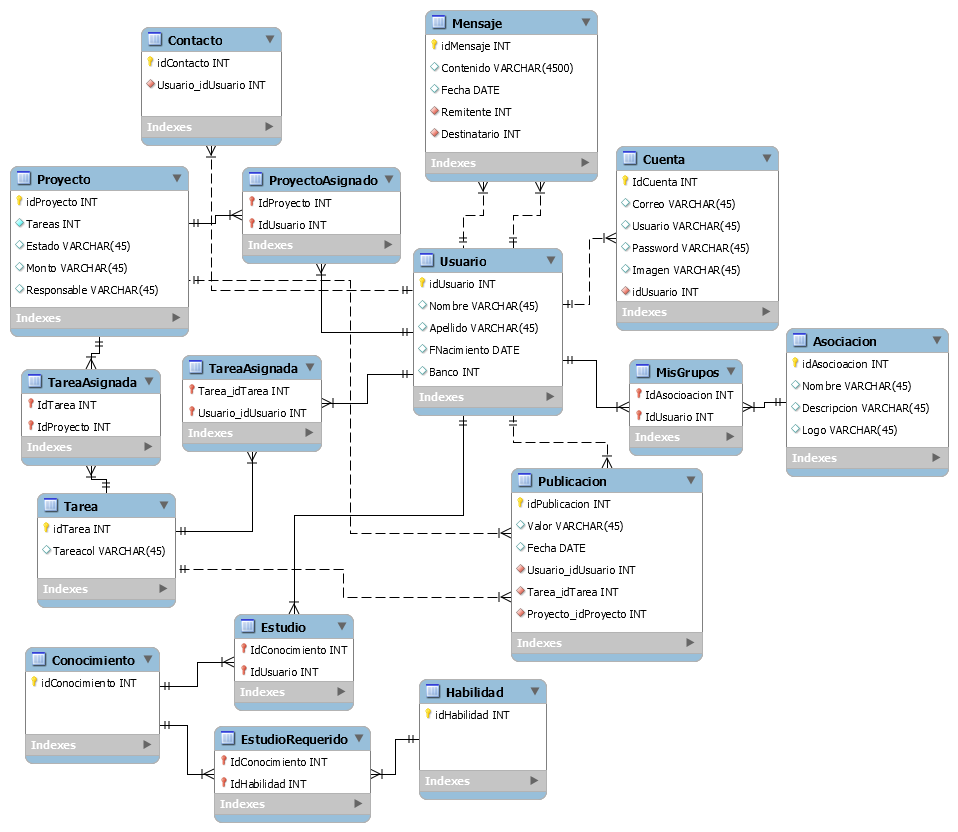 Mensaje
idMensaje INT
Contenido VARCHAR(4500)
Fecha DATE
Remitente INT
Destinatario INT
Indexes
Contacto
idContacto INT
Usuario_idUsuario INT
Indexes
Cuenta
IdCuenta INT
Correo VARCHAR(45)
Usuario VARCHAR(45)
Password VARCHAR(45)
Imagen VARCHAR(45)
idUsuario INT
Indexes
Proyecto
idProyecto INT
Tareas INT
Estado VARCHAR(45)
Monto VARCHAR(45)
Responsable VARCHAR(45)
Indexes
ProyectoAsignado
IdProyecto INT
IdUsuario INT
Indexes
Usuario
idUsuario INT
Nombre VARCHAR(45)
Apellido VARCHAR(45)
FNacimiento DATE
Banco INT
Indexes
Asociacion
idAsocioacion INT
Nombre VARCHAR(45)
Descripcion VARCHAR(45)
Logo VARCHAR(45)
Indexes
TareaAsignada
IdTarea INT
IdProyecto INT
Indexes
TareaAsignada
Tarea_idTarea INT
Usuario_idUsuario INT
Indexes
MisGrupos
IdAsocioacion INT
IdUsuario INT
Indexes
Publicacion
idPublicacion INT
Valor VARCHAR(45)
Fecha DATE
Usuario_idUsuario INT
Tarea_idTarea INT
Proyecto_idProyecto INT
Indexes
Tarea
idTarea INT
Tareacol VARCHAR(45)
Indexes
Estudio
IdConocimiento INT
IdUsuario INT
Indexes
Conocimiento
idConocimiento INT
Indexes
Habilidad
idHabilidad INT
Indexes
EstudioRequerido
IdConocimiento INT
IdHabilidad INT
Indexes